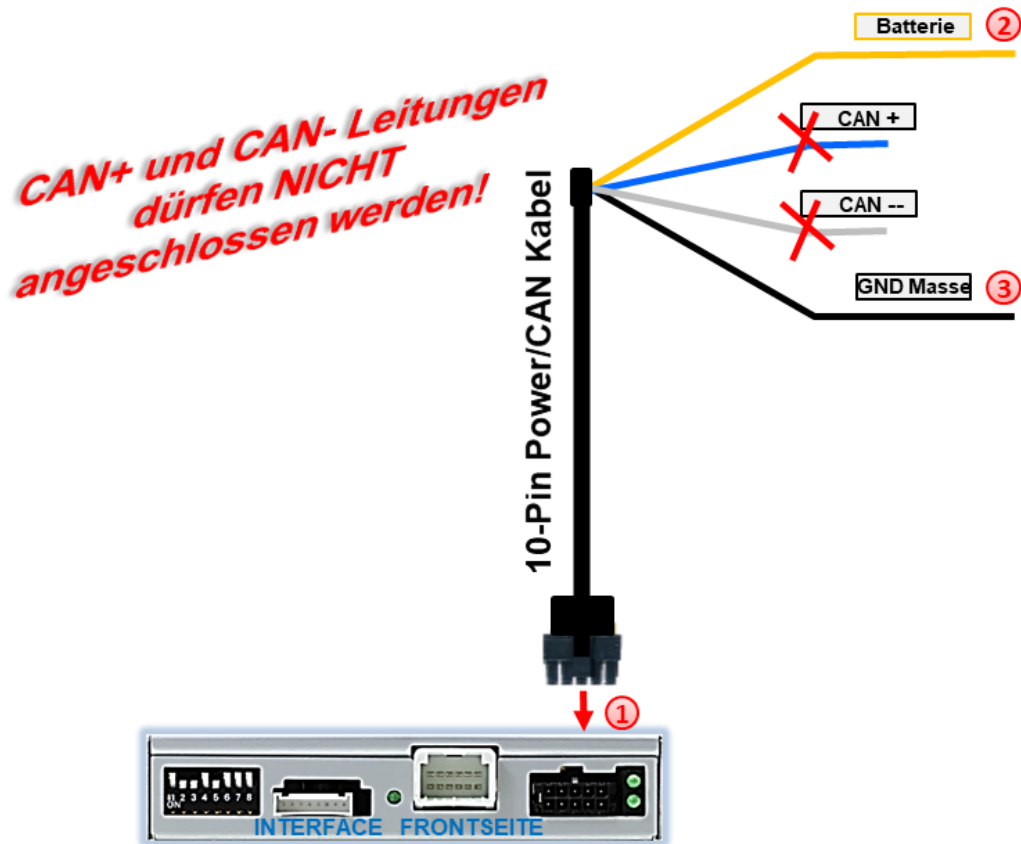 Batterie 2
CAN+ und CAN- Leitungen
dürfen NICHT
angeschlossen werden!
CAN +
CAN --
GND Masse 3
10-Pin Power/CAN Kabel
1
1 2 3 4 5 6 7 8
ON
INTERFACE FRONTSEITE